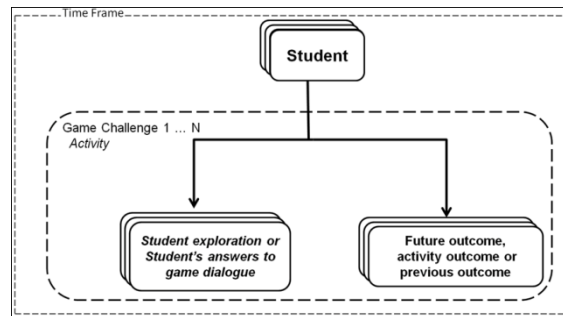 Time Frame
Student
Game Challenge 1 ... N
Activity
Student exploration or
Student's answers to
game dialogue
Future outcome,
activity outcome or
previous outcome